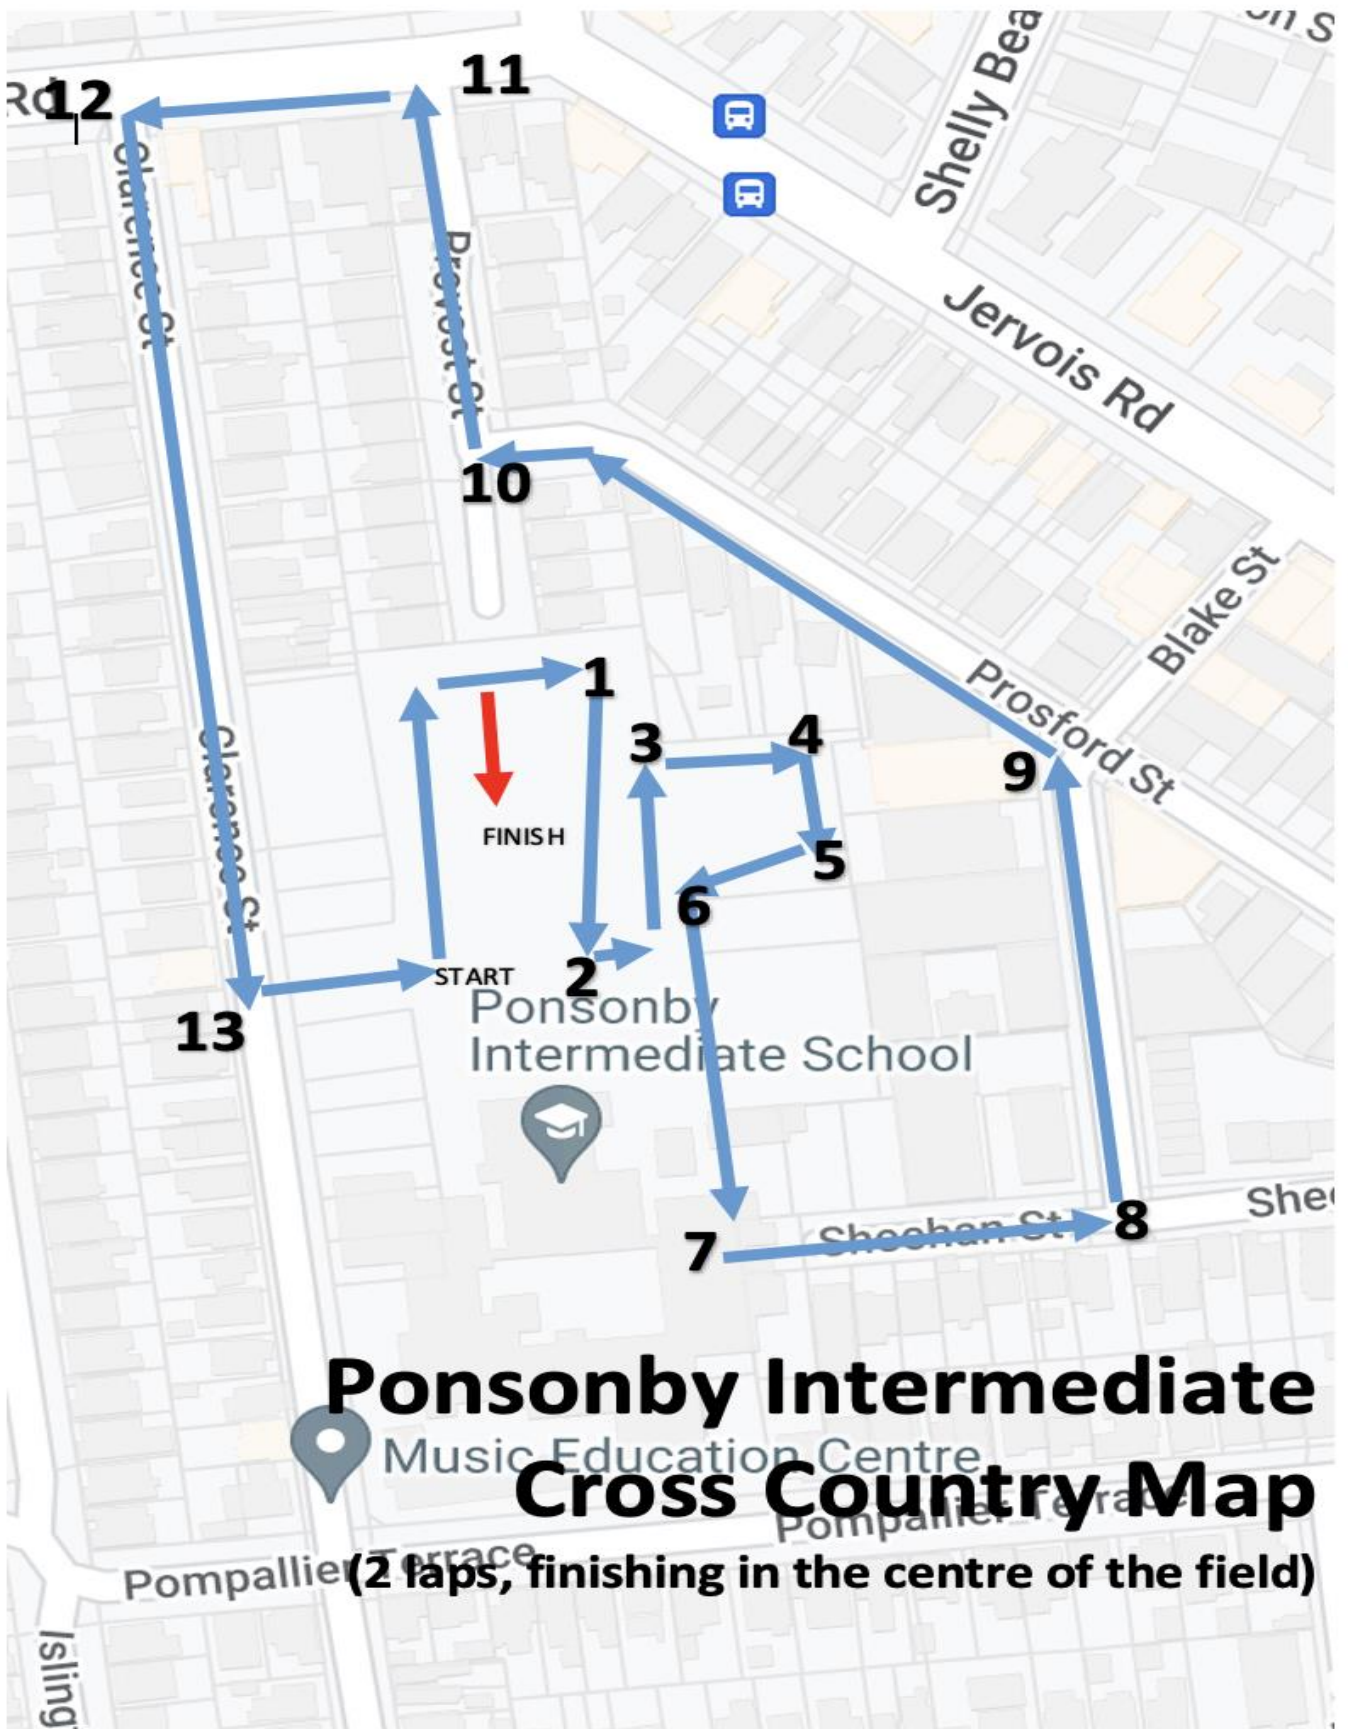 on S
Rd
12
11
Shelly Bea
Clarence St
Provost St
Jervois Rd
10
Blake St
1
Prosford St
3
4
9
Clarence St
FINISH
5
6
START
2
13
Ponsonby
Intermediate School
Sheehan St
8
Shee
7
Ponsonby Intermediate
Music Education Centre
Cross Country Map
Pompallier Terrace
Pompallier Terrace
(2 laps, finishing in the centre of the field)
Isling